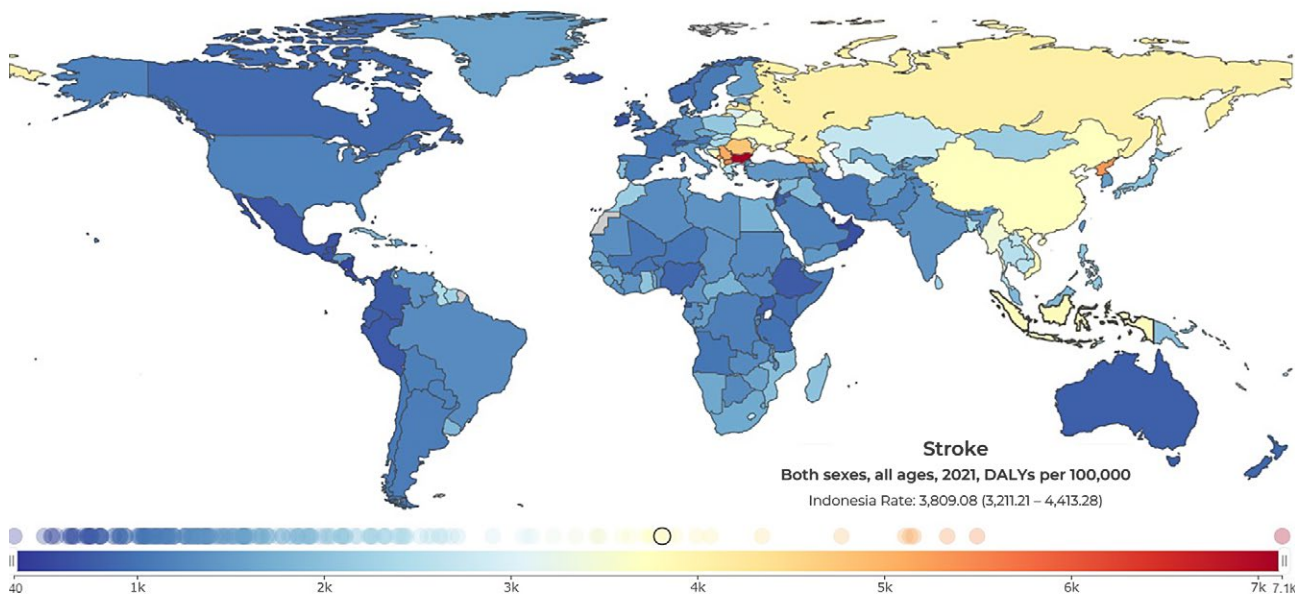 Stroke
Both sexes, all ages, 2021, DALYs per 100,000
Indonesia Rate: 3,809.08 (3,211.21 – 4,413.28)
40 1k 2k 3k 4k 5k 6k 7k 7.1k